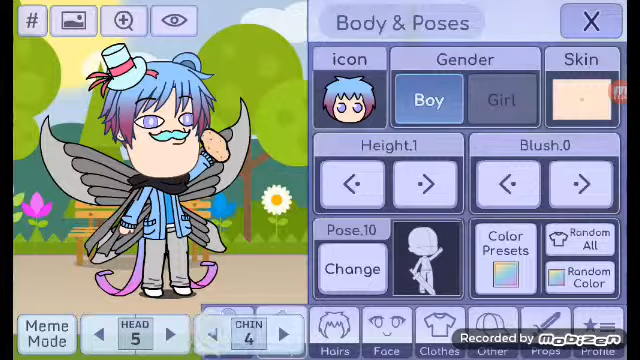 #
Body & Poses
X
icon
Gender
Skin
Boy
Girl
Height.1
Blush.0
Pose.10
Change
Color
Presets
Random
All
Random
Color
Meme
Mode
HEAD
5
CHIN
4
Hairs
Face
Clothes
Other
Props
Profile
Recorded by Mobizen